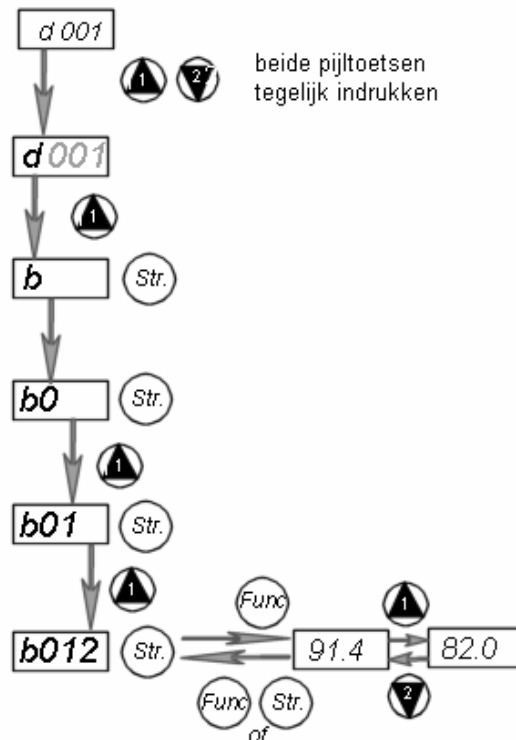 d 001
1 2
beide pijltoetsen
tegelijk indrukken
d 001
1
b Str.
b0 Str.
1
b01 Str.
1
Func
1
b012 Str. 91.4 82.0
2
Func Str.
of